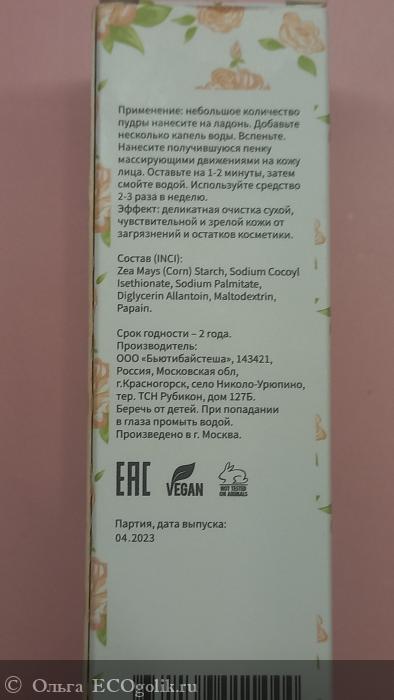 Применение: небольшое количество
пудры нанесите на ладонь. Добавьте
несколько капель воды. Вспеньте.
Нанесите получившуюся пенку
массирующими движениями на кожу
лица. Оставьте на 1-2 минуты, затем
смойте водой. Используйте средство
2-3 раза в неделю.
Эффект: деликатная очистка сухой,
чувствительной и зрелой кожи от
загрязнений и остатков косметики.
Состав (INCI):
Zea Mays (Corn) Starch, Sodium Cocoyl
Isethionate, Sodium Palmitate,
Diglycerin Allantoin, Maltodextrin,
Papain.
Срок годности – 2 года.
Производитель:
ООО «Бьютибайстеша», 143421,
Россия, Московская обл,
г.Красногорск, село Николо-Урюпино,
тер. ТСН Рубикон, дом 127Б.
Беречь от детей. При попадании
в глаза промыть водой.
Произведено в г. Москва.
EAC
VEGAN
NOT TESTED
ON ANIMALS
Партия, дата выпуска:
04.2023
© Ольга ECOgolik.ru